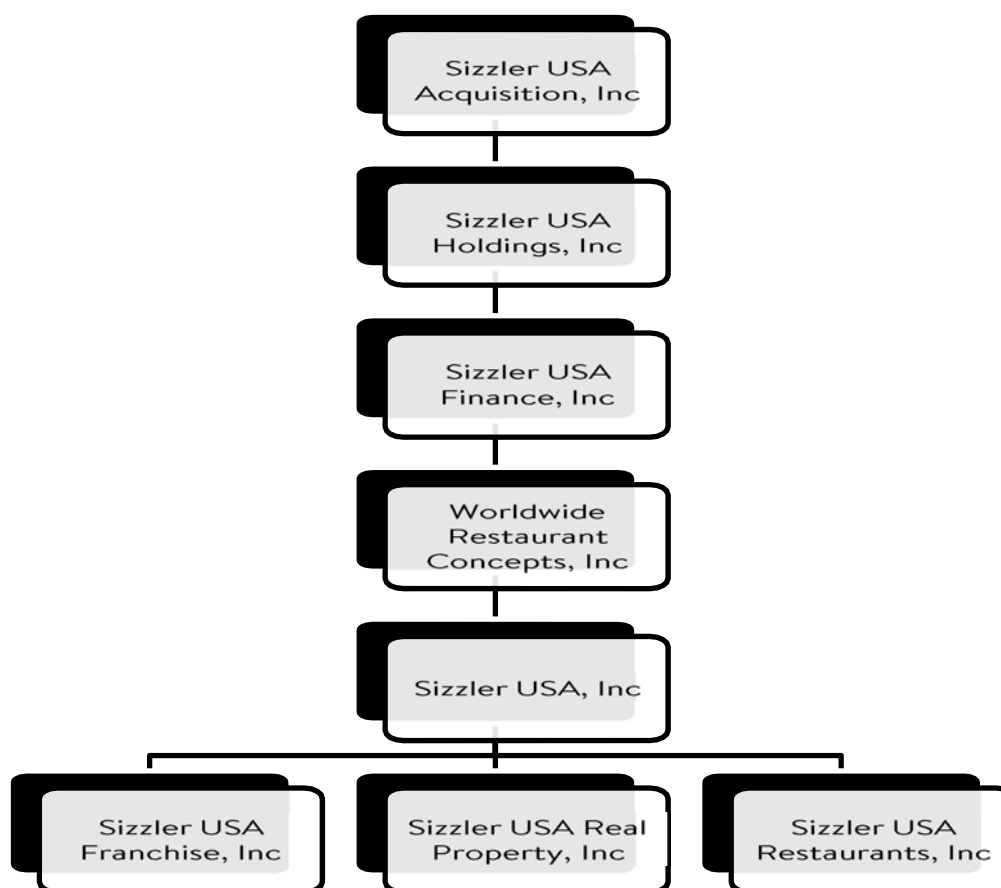 Sizzler USA
Acquisition, Inc
Sizzler USA
Holdings, Inc
Sizzler USA
Finance, Inc
Worldwide
Restaurant
Concepts, Inc
Sizzler USA, Inc
Sizzler USA
Franchise, Inc
Sizzler USA Real
Property, Inc
Sizzler USA
Restaurants, Inc